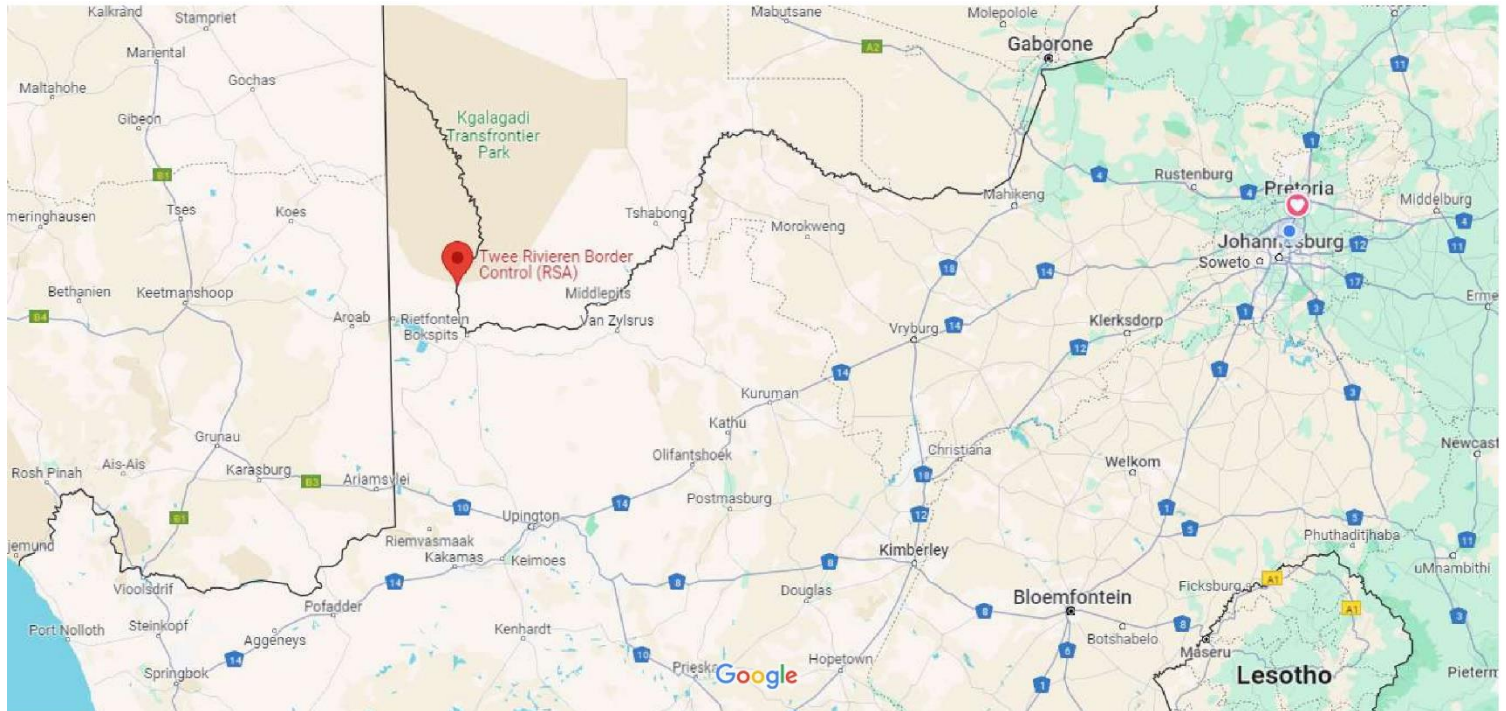 Kalkrand
Stampriet
Mabutsane
Molepolole
Mariental
A2
Gaborone
11
Gochas
Maltahohe
Kgalagadi
Transfrontier
Park
Gibeon
1
B1
4
Rustenburg
4
Pretoria
Middelburg
4
meringhausen
Tses
Koes
Tshabong
Mahikeng
Morokweng
Johannesburg
12
11
Soweto
Twee Rivieren Border
Control (RSA)
18
14
17
Bethanien
Keetmanshoop
Middlepits
Erme
B4
Aroab
Rietfontein
Bokspits
Van Zylsrus
Vryburg
14
Klerksdorp
1
3
12
14
1
Kuruman
3
Kathu
Grunau
Christiana
Newcast
Rosh Pinah
Ais-Ais
Karasburg
B3
Ariamsvlei
Olifantshoek
Welkom
18
10
14
Postmasburg
12
1
5
5
B1
Upington
Riemvasmaak
Phuthaditjhaba
11
jemund
Kakamas
Keimoes
8
Kimberley
uMnambithi
Vioolsdrif
14
8
Ficksburg
A1
Pofadder
Douglas
Bloemfontein
8
A1
3
Port Nolloth
Steinkopf
Aggeneys
Kenhardt
Botshabelo
8
14
10
6
Maseru
Springbok
Prieska
Google
Hopetown
1
Lesotho
Pieterm